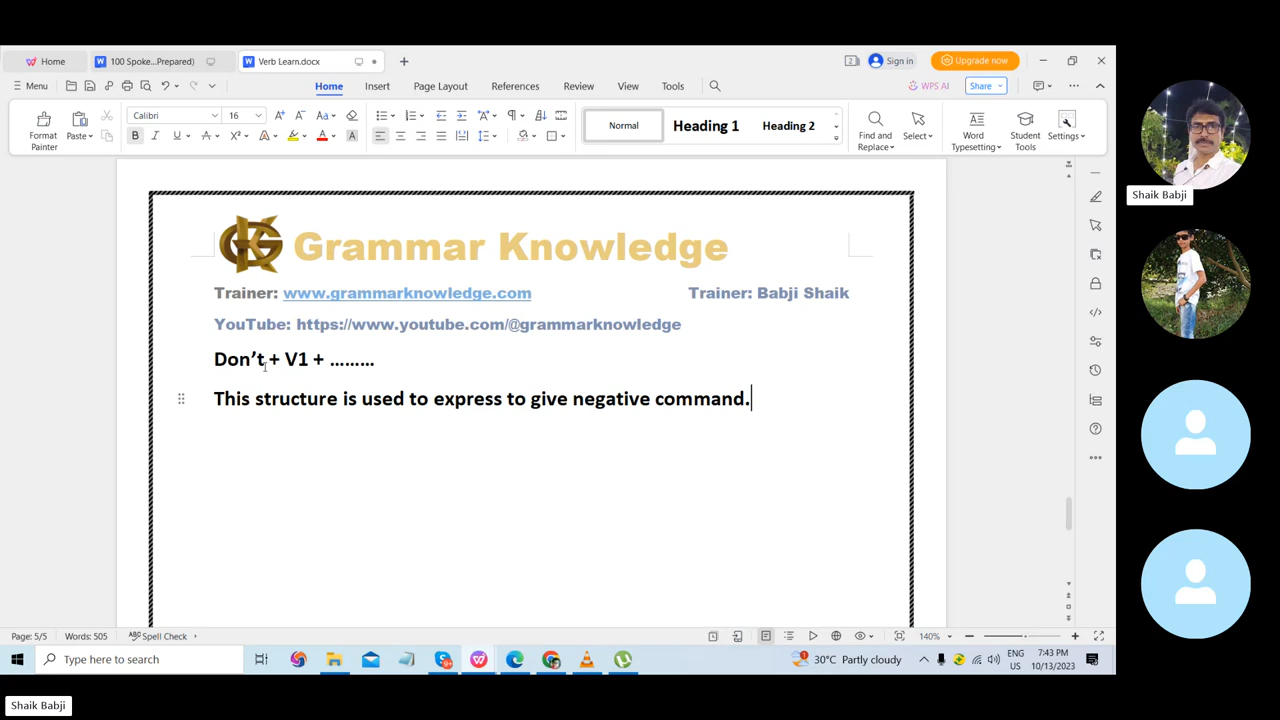 Home
100 Spoke...Prepared)
Verb Learn.docx
Sign in
Upgrade now
Menu
Home
Insert
Page Layout
References
Review
View
Tools
WPS AI
Share
Format Painter
Paste
Calibri
16
Normal
Heading 1
Heading 2
Find and Replace
Select
Word Typesetting
Student Tools
Settings
Shaik Babji
GK Grammar Knowledge
Trainer: www.grammarknowledge.com Trainer: Babji Shaik
YouTube: https://www.youtube.com/@grammarknowledge
Don’t + V1 + ………
This structure is used to express to give negative command.
Page: 5/5 Words: 505 Spell Check 140%
Type here to search
30°C Partly cloudy
ENG 7:43 PM
US 10/13/2023
Shaik Babji